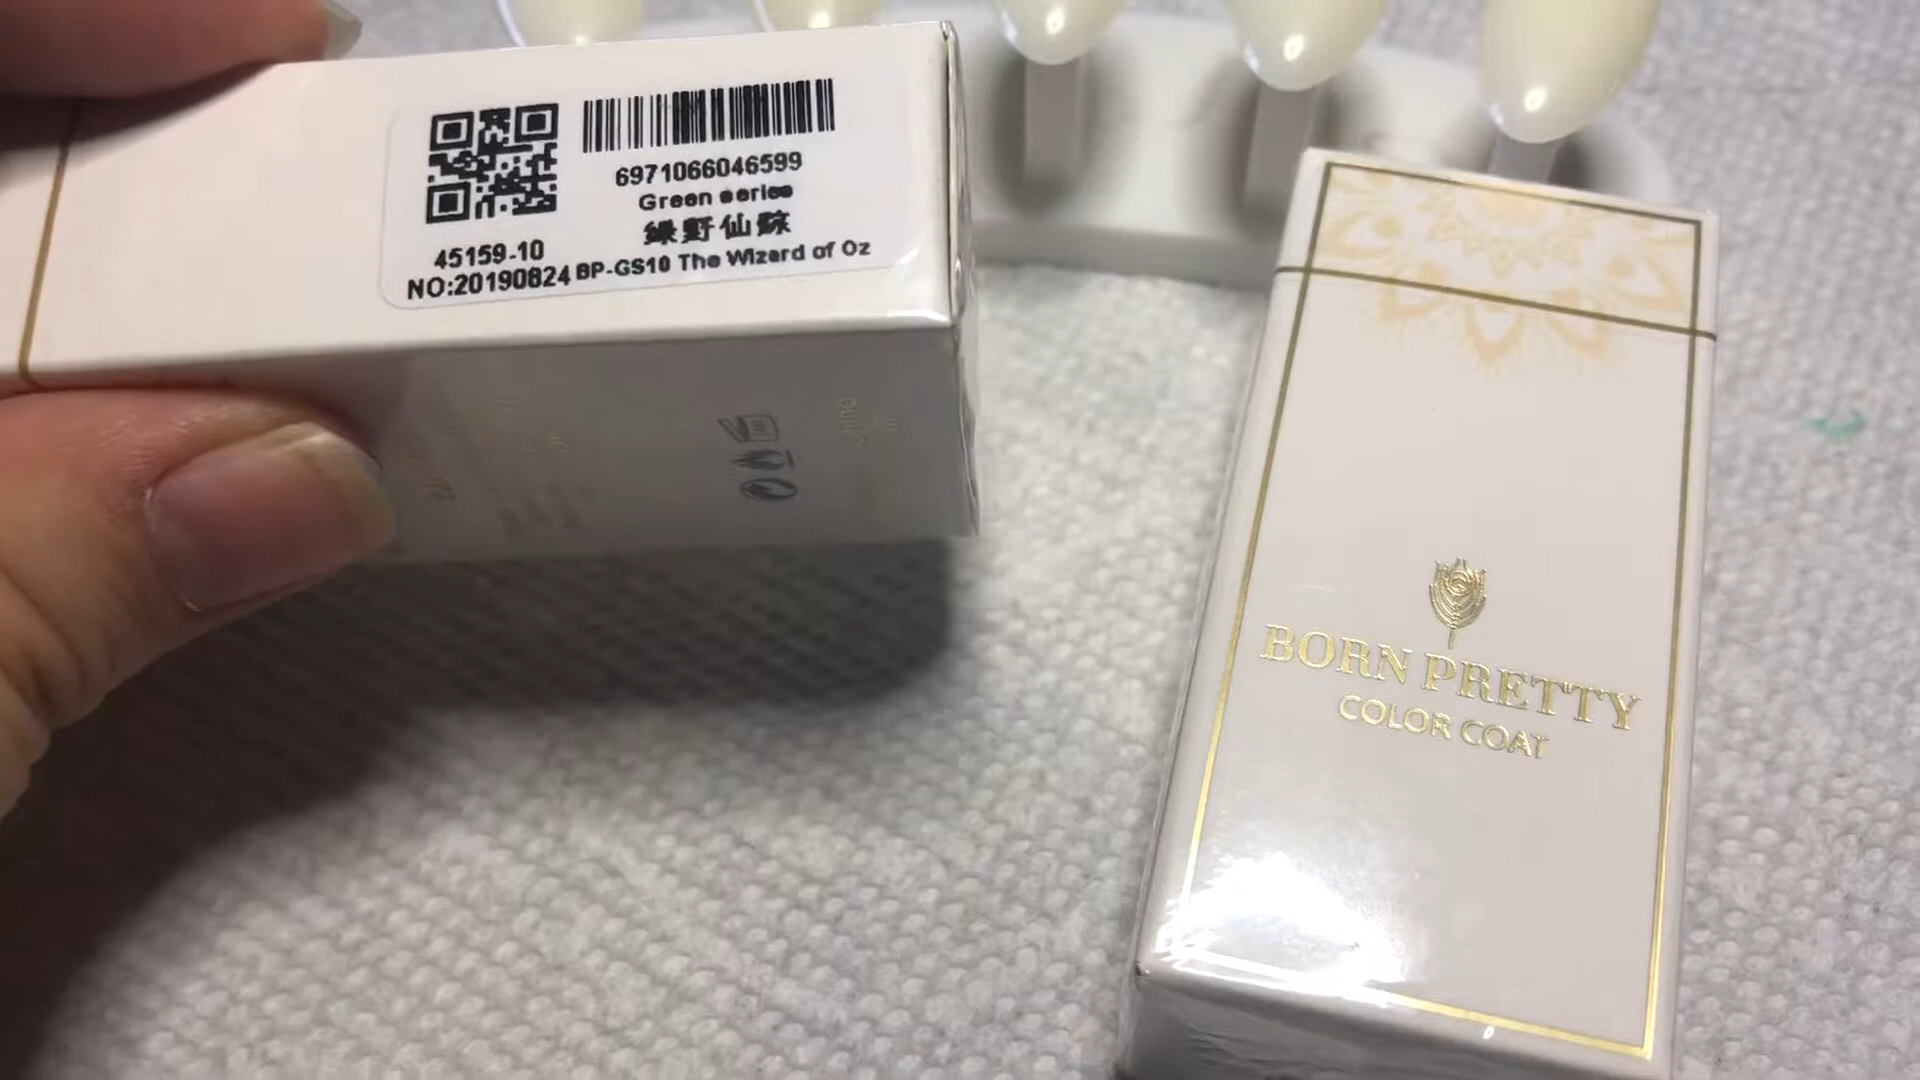 6971066046599
Green series
綠野仙蹤
45159-10
NO:20190824 BP-GS10 The Wizard of Oz
BORN PRETTY
COLOR COAT